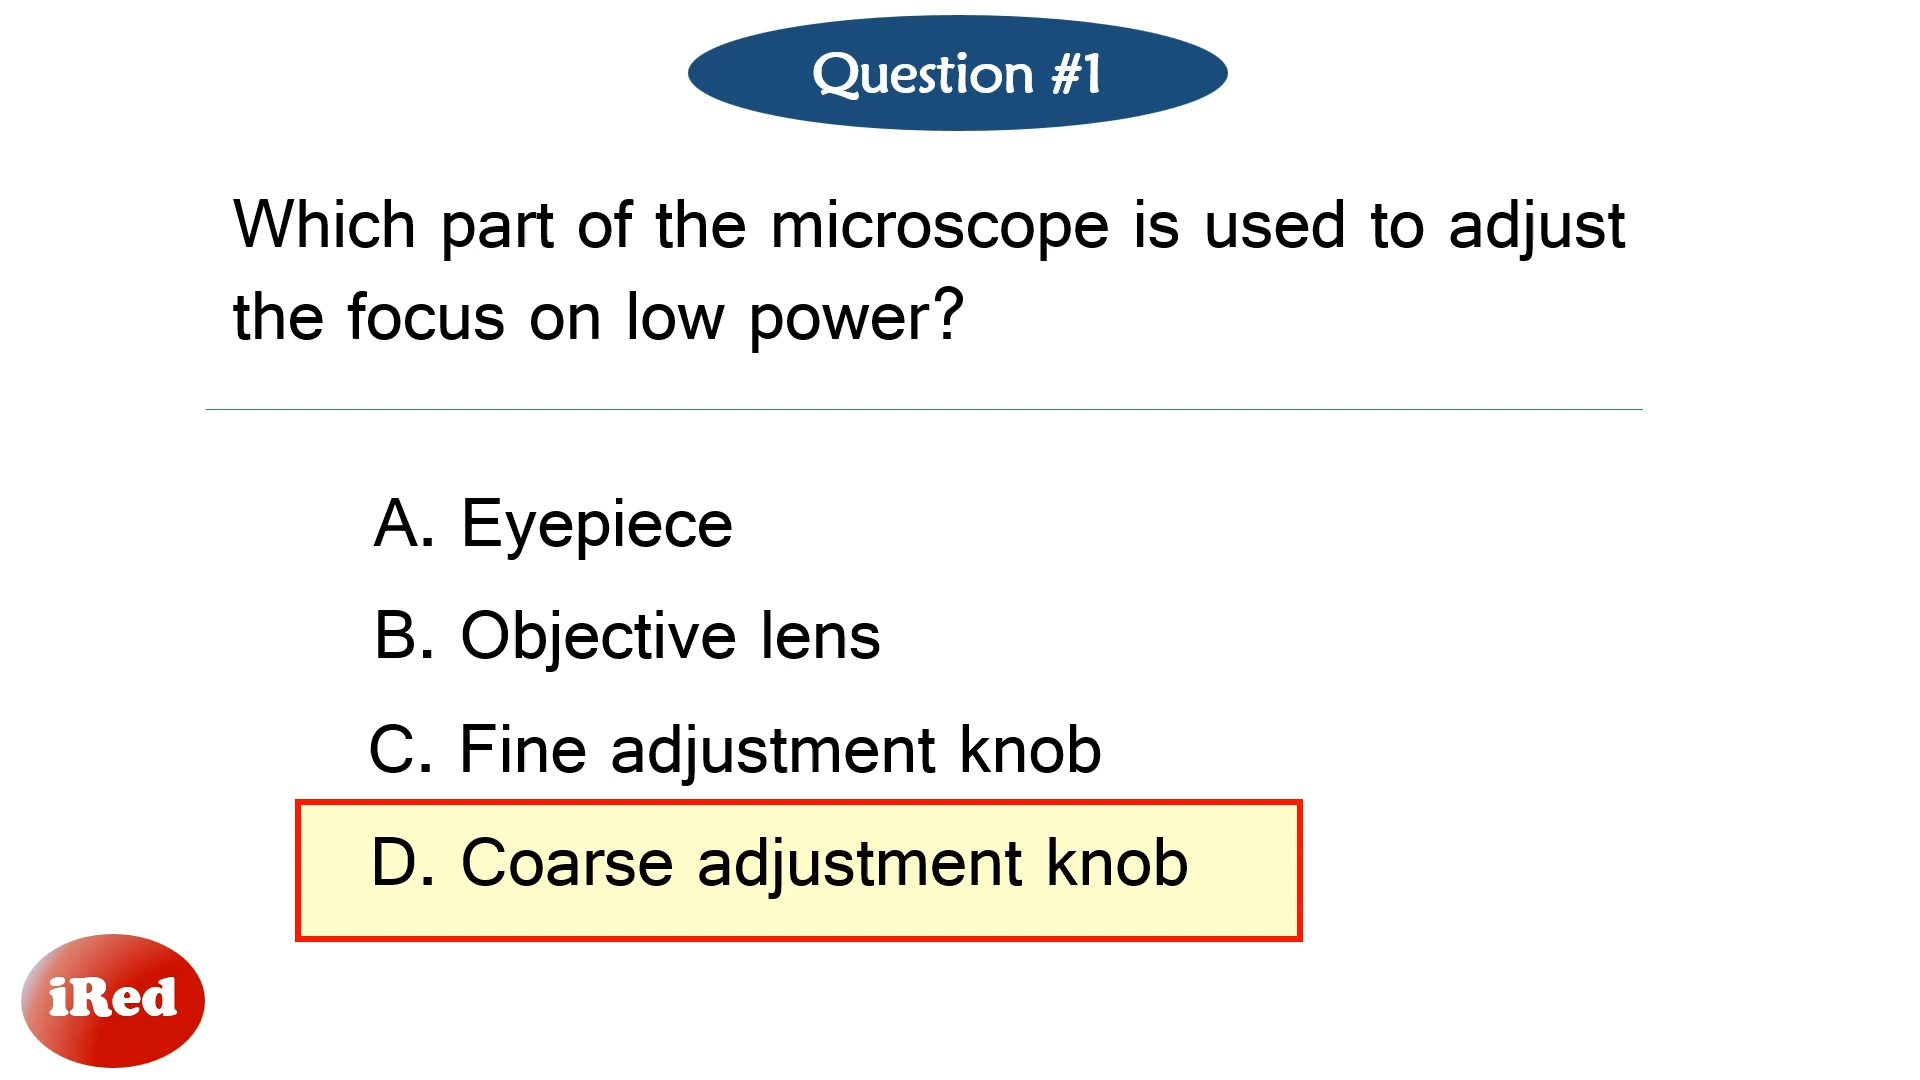 Question #1
Which part of the microscope is used to adjust
the focus on low power?
A. Eyepiece
B. Objective lens
C. Fine adjustment knob
D. Coarse adjustment knob
iRed